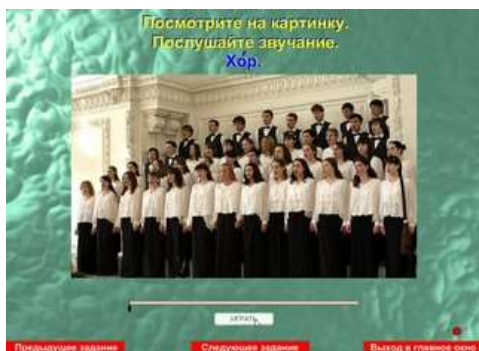 Посмотрите на картинку.
Послушайте звучание.
Хор.
ИГРАТЬ
Предыдущее задание
Следующее задание
Выход в главное окно